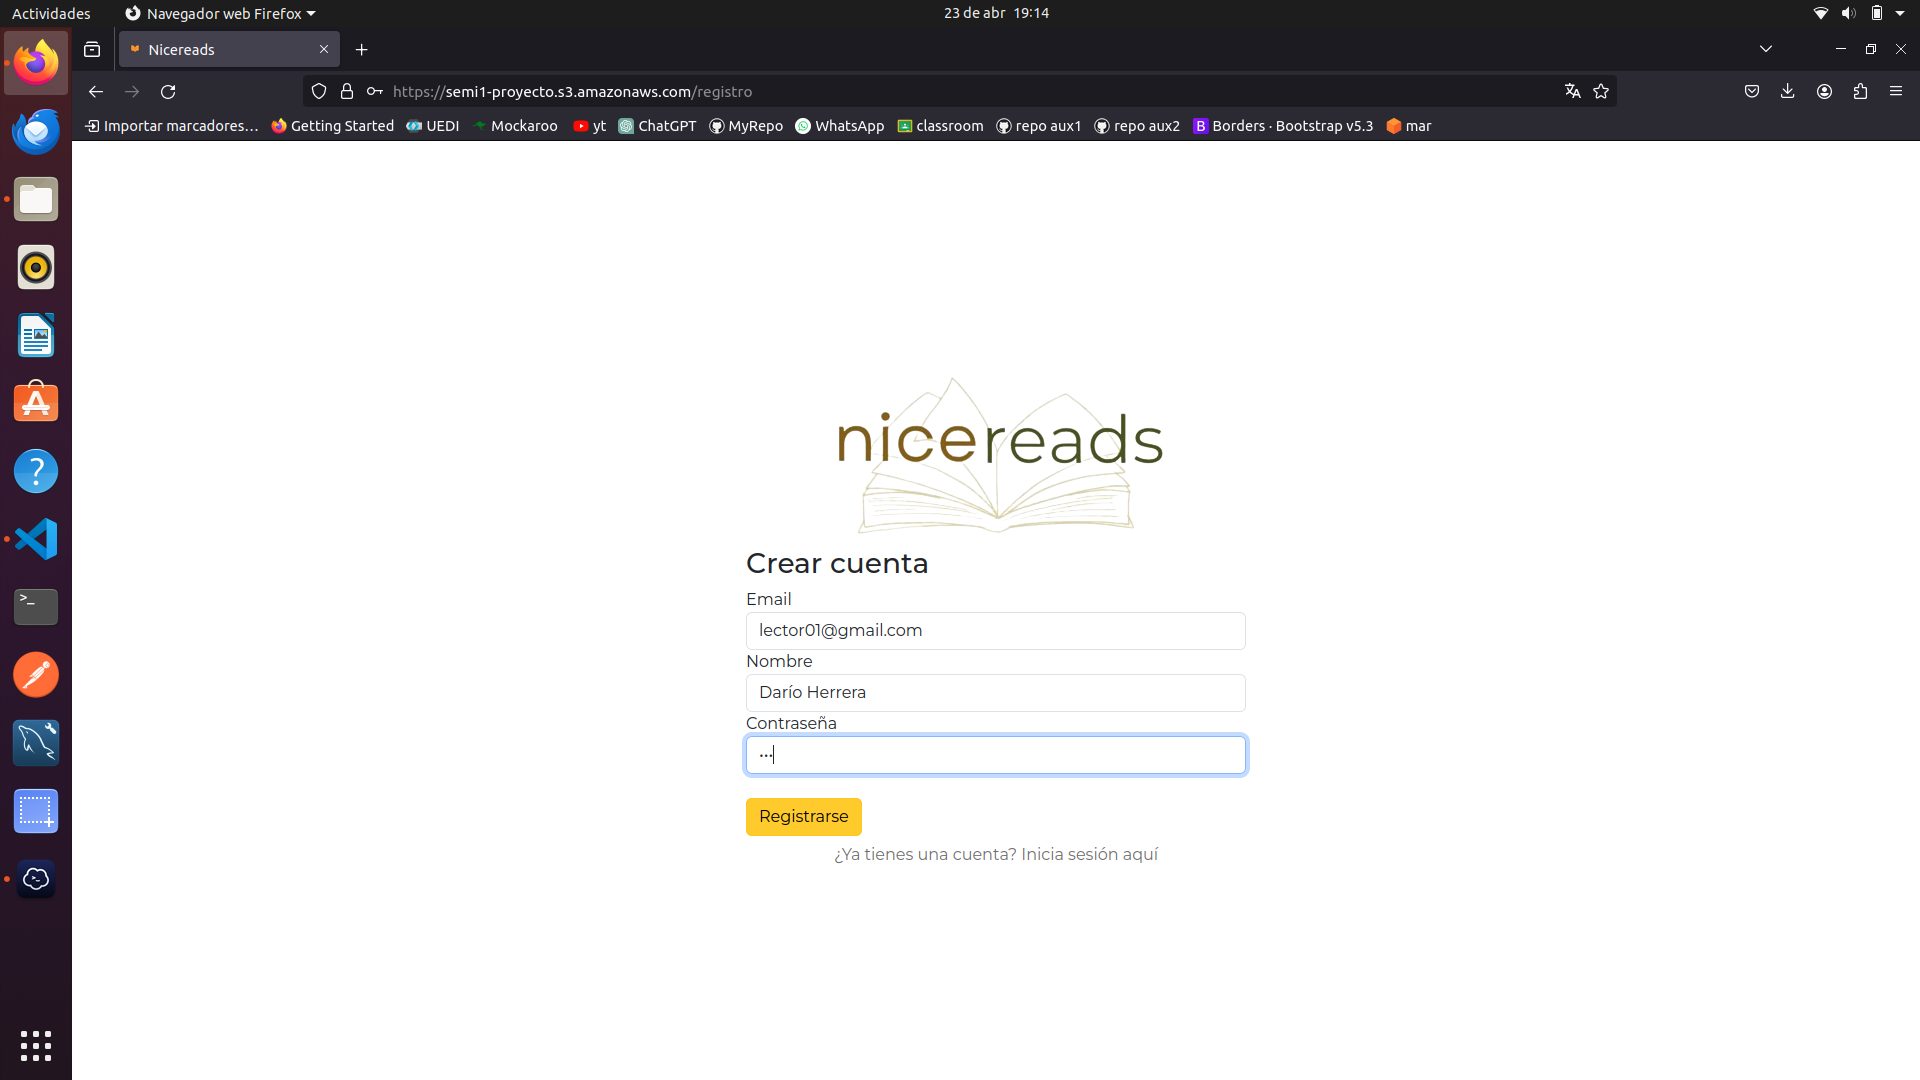 Actividades
Navegador web Firefox
23 de abr 19:14
Nicereads
https://semi1-proyecto.s3.amazonaws.com/registro
Importar marcadores... Getting Started UEDI Mockaroo yt ChatGPT MyRepo WhatsApp classroom repo aux1 repo aux2 Borders · Bootstrap v5.3 mar
nicereads
Crear cuenta
Email
lector01@gmail.com
Nombre
Darío Herrera
Contraseña
Registrarse
¿Ya tienes una cuenta? Inicia sesión aquí